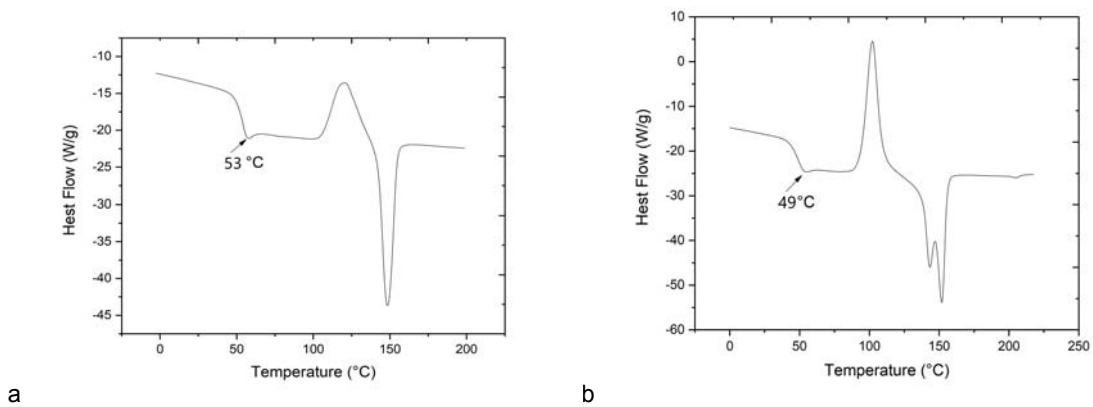 -10
-15
-20
-25
-30
-35
-40
-45
Hest Flow (W/g)
53 °C
0 50 100 150 200
Temperature (°C)
a
10
0
-10
-20
-30
-40
-50
-60
Hest Flow (W/g)
49°C
0 50 100 150 200 250
Temperature (°C)
b